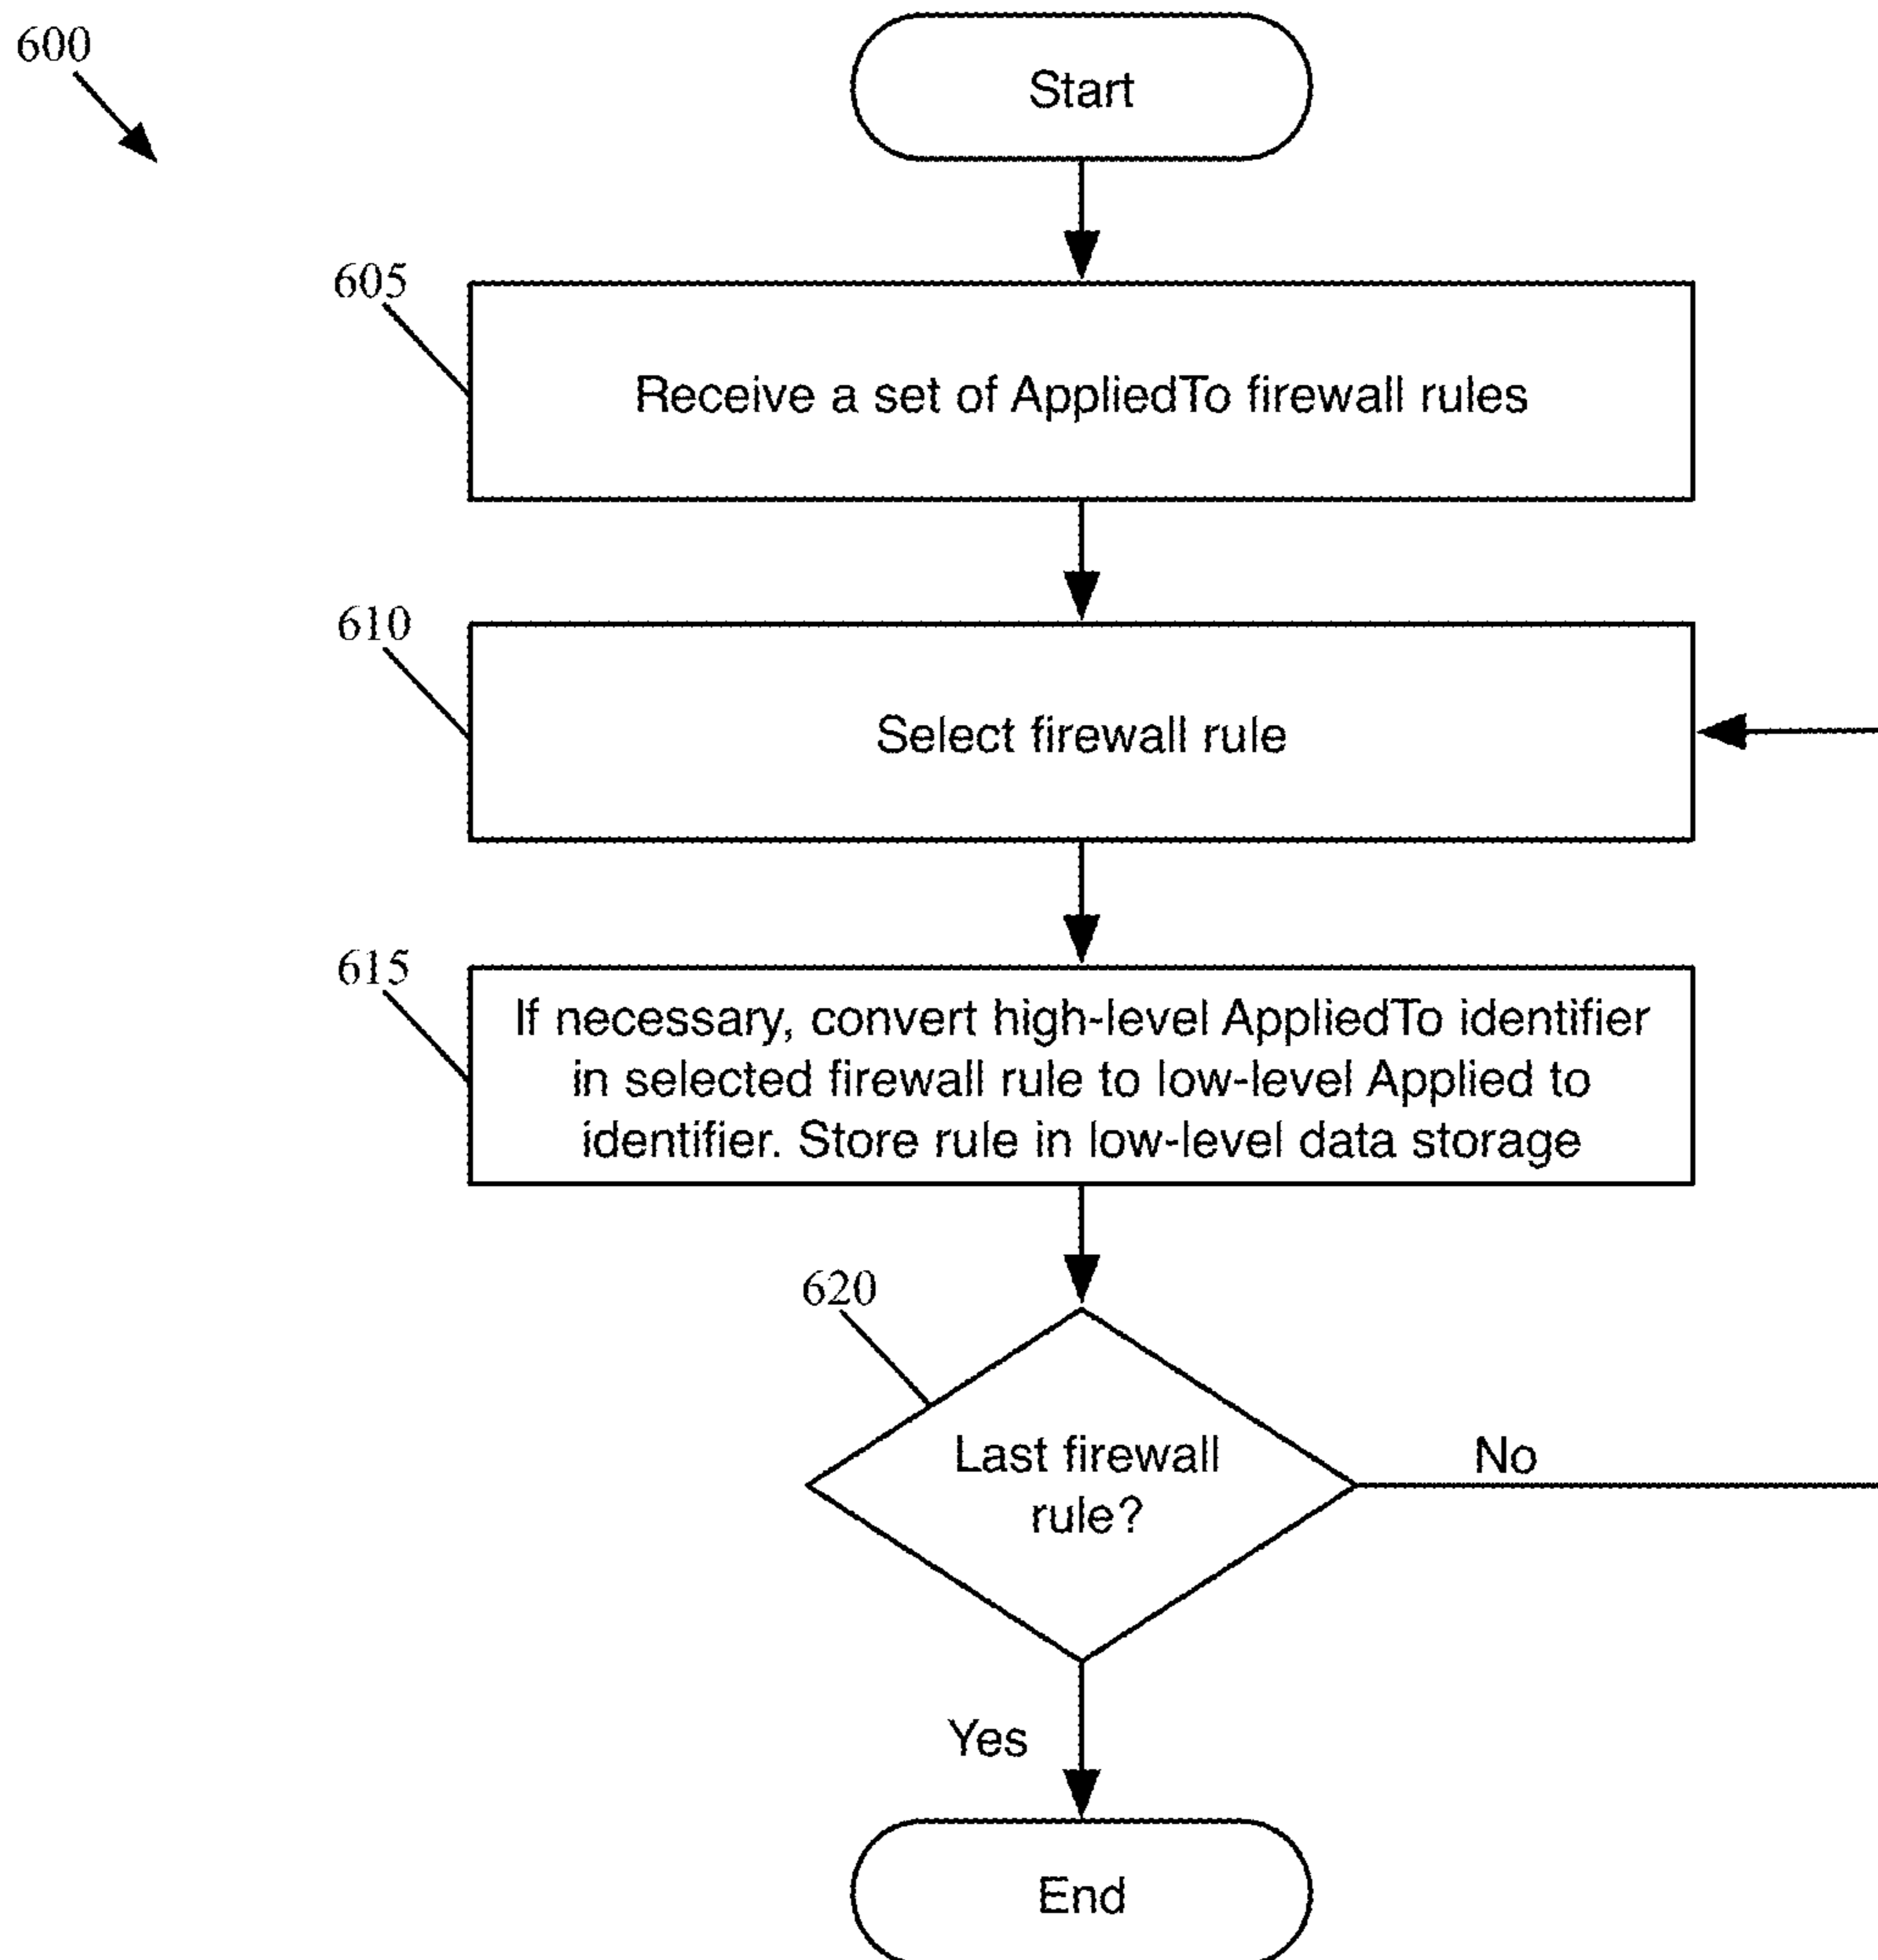 600
Start
605
Receive a set of AppliedTo firewall rules
610
Select firewall rule
615
If necessary, convert high-level AppliedTo identifier
in selected firewall rule to low-level Applied to
identifier. Store rule in low-level data storage
620
Last firewall
rule?
No
Yes
End